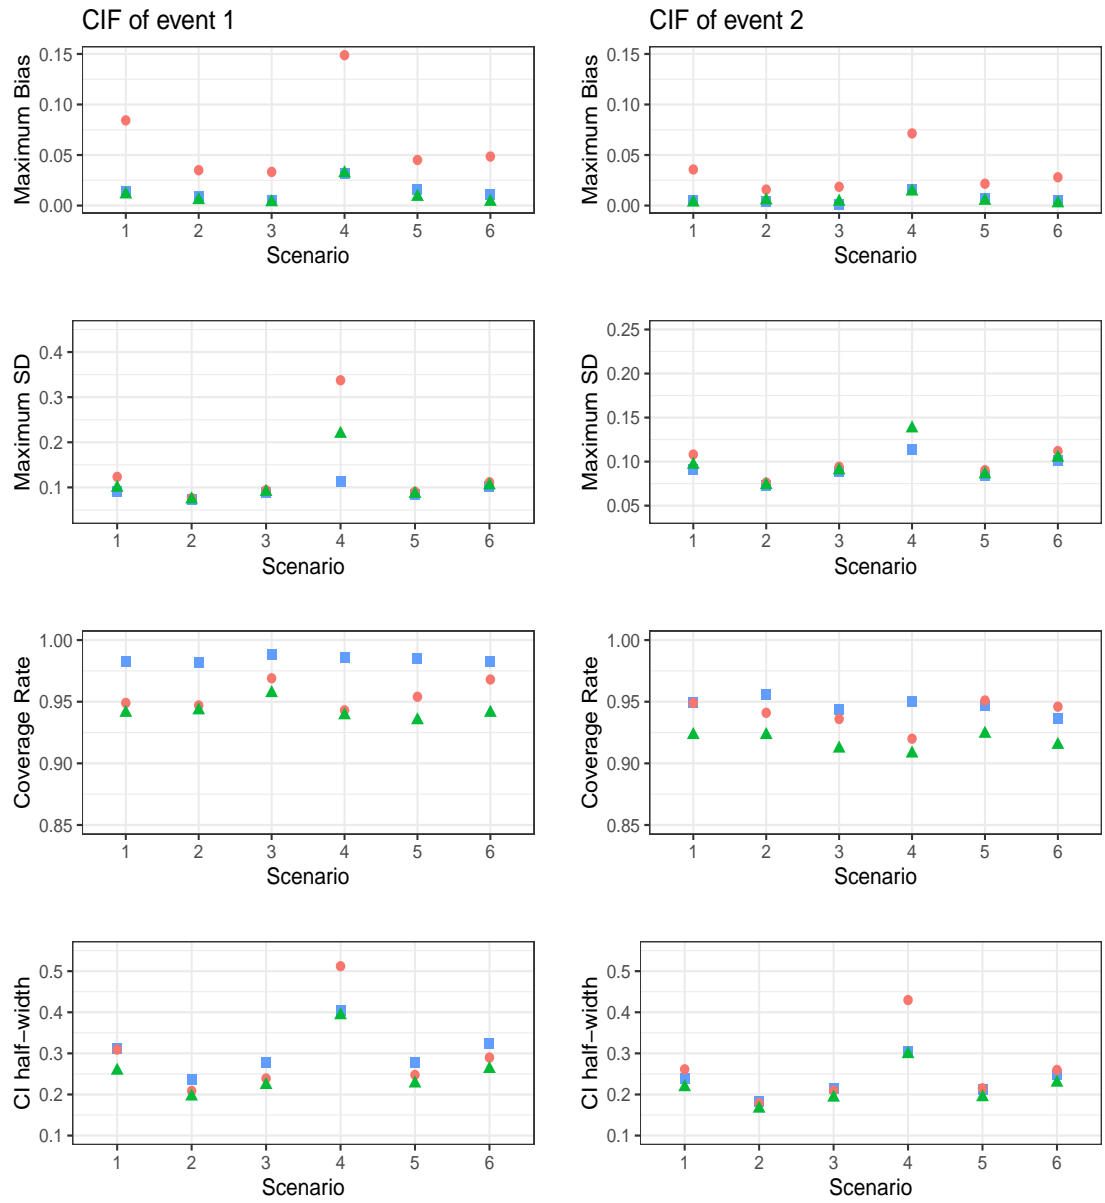 CIF of event 1
CIF of event 2
Maximum Bias
0.15
0.10
0.05
0.00
1 2 3 4 5 6
Scenario
Maximum Bias
0.15
0.10
0.05
0.00
1 2 3 4 5 6
Scenario
Maximum SD
0.4
0.3
0.2
0.1
1 2 3 4 5 6
Scenario
Maximum SD
0.25
0.20
0.15
0.10
0.05
1 2 3 4 5 6
Scenario
Coverage Rate
1.00
0.95
0.90
0.85
1 2 3 4 5 6
Scenario
Coverage Rate
1.00
0.95
0.90
0.85
1 2 3 4 5 6
Scenario
CI half−width
0.5
0.4
0.3
0.2
0.1
1 2 3 4 5 6
Scenario
CI half−width
0.5
0.4
0.3
0.2
0.1
1 2 3 4 5 6
Scenario